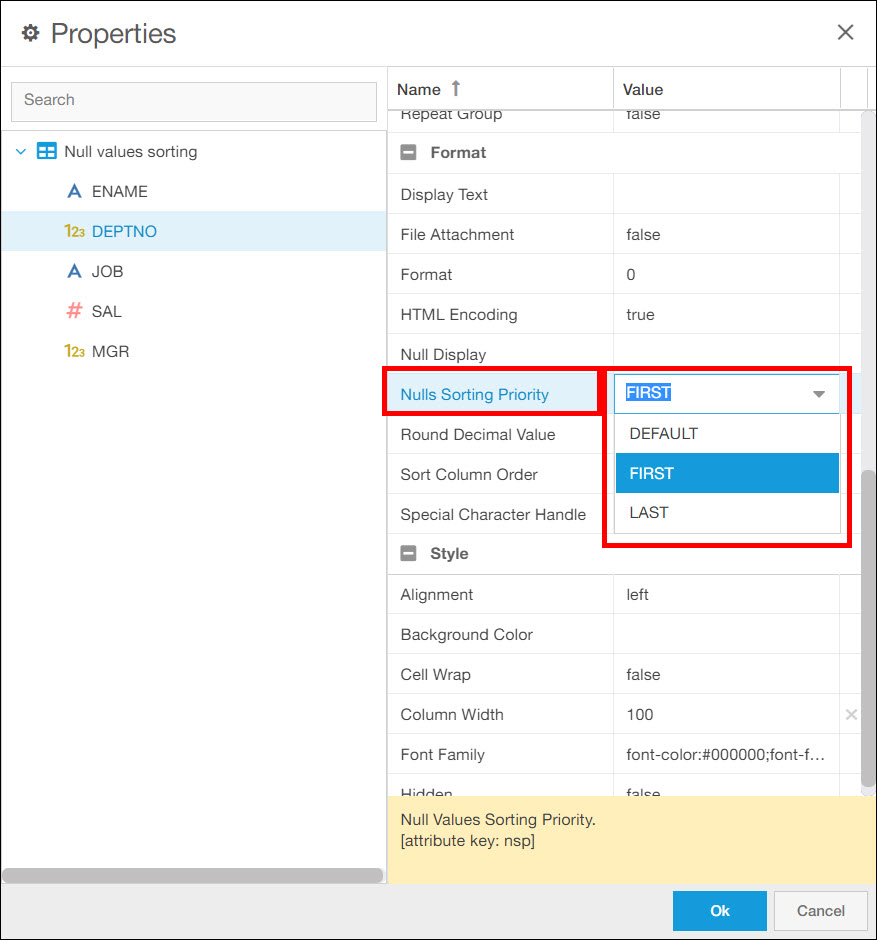 Properties
Search
Null values sorting
ENAME
123 DEPTNO
JOB
# SAL
123 MGR
Name ↑ Value
Repeat Group false
Format
Display Text
File Attachment false
Format 0
HTML Encoding true
Null Display
Nulls Sorting Priority FIRST
DEFAULT
Round Decimal Value
FIRST
Sort Column Order
LAST
Special Character Handle
Style
Alignment left
Background Color
Cell Wrap false
Column Width 100
Font Family font-color:#000000;font-f...
Hidden false
Null Values Sorting Priority.
[attribute key: nsp]
Ok Cancel